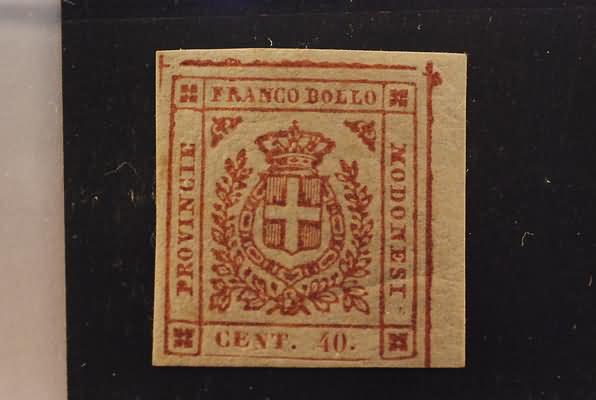 FRANCO BOLLO
PROVINCIE
MODONESI
CENT. 40.